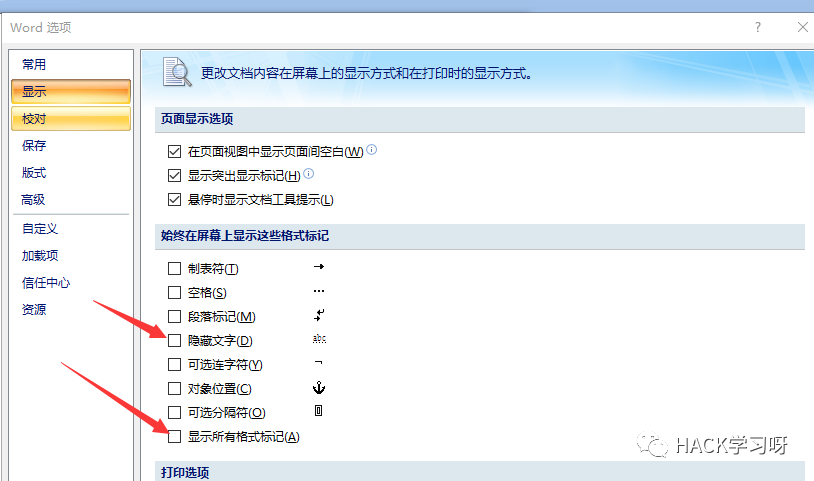 Word 选项
常用
显示
校对
保存
版式
高级
自定义
加载项
信任中心
资源
更改文档内容在屏幕上的显示方式和在打印时的显示方式。
页面显示选项
在页面视图中显示页面间空白(W)
显示突出显示标记(H)
悬停时显示文档工具提示(L)
始终在屏幕上显示这些格式标记
制表符(T)
空格(S)
段落标记(M)
隐藏文字(D) abc
可选连字符(Y)
对象位置(C)
可选分隔符(O)
显示所有格式标记(A)
打印选项
HACK学习呀